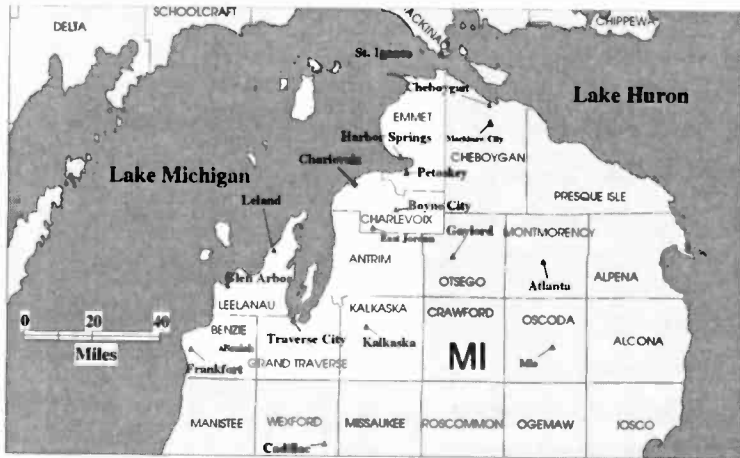 SCHOOLCRAFT
DELTA
MACKINAC
CHIPPEWA
St. Ignace
Cheboygan
Lake Huron
EMMET
Harbor Springs
Mackinaw City
CHEBOYGAN
Charlevoix
Petoskey
Lake Michigan
PRESQUE ISLE
Leland
Boyne City
CHARLEVOIX
East Jordan
Gaylord
MONTMORENCY
ANTRIM
Glen Arbor
OTSEGO
Atlanta
ALPENA
LEELANAU
0 20 40
Miles
KALKASKA
CRAWFORD
OSCODA
BENZIE
Traverse City
Kalkaska
MI
ALCONA
Frankfort
GRAND TRAVERSE
Mio
MANISTEE
WEXFORD
MISSAUKEE
ROSCOMMON
OGEMAW
IOSCO
Cadillac